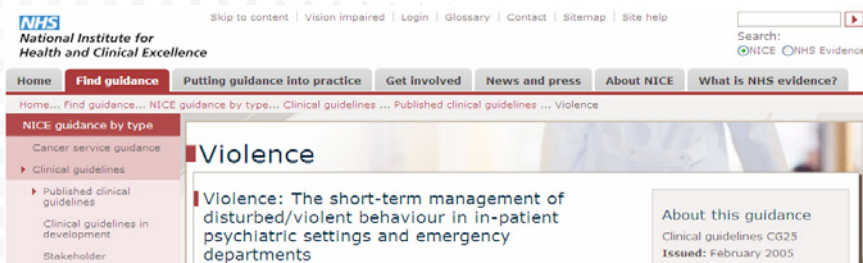 NHS
National Institute for
Health and Clinical Excellence
Skip to content | Vision impaired | Login | Glossary | Contact | Sitemap | Site help
Search:
NICE NHS Evidence
Home Find guidance Putting guidance into practice Get involved News and press About NICE What is NHS evidence?
Home... Find guidance... NICE guidance by type... Clinical guidelines ... Published clinical guidelines ... Violence
NICE guidance by type
Cancer service guidance
Clinical guidelines
Published clinical
guidelines
Clinical guidelines in
development
Stakeholder
Violence
Violence: The short-term management of
disturbed/violent behaviour in in-patient
psychiatric settings and emergency
departments
About this guidance
Clinical guidelines CG25
Issued: February 2005